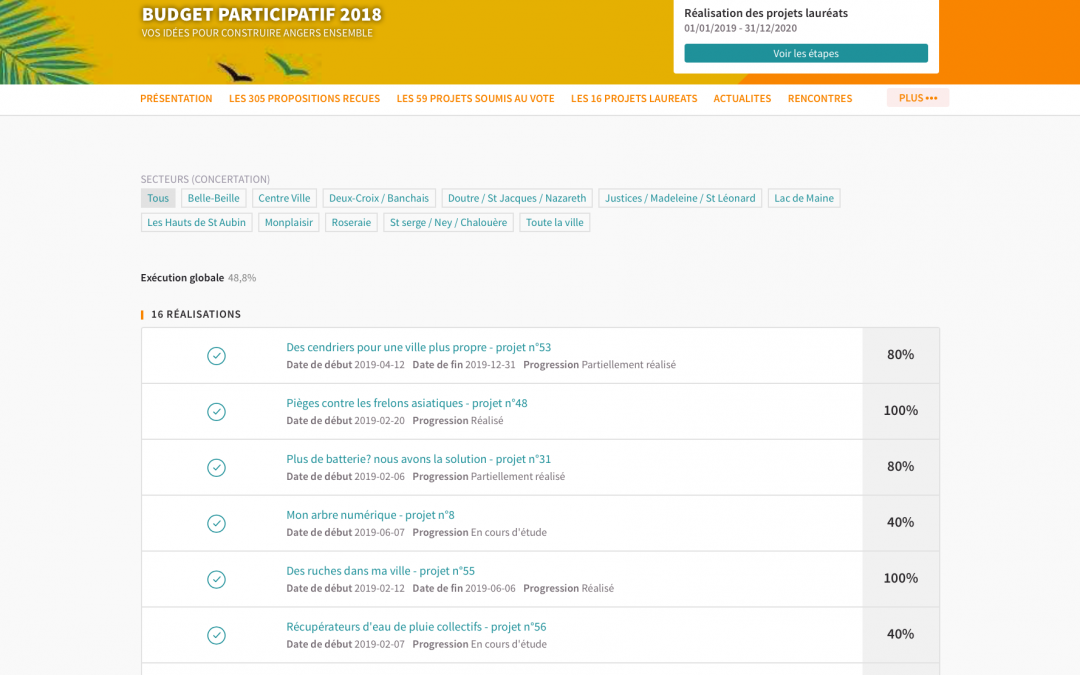 BUDGET PARTICIPATIF 2018
VOS IDÉES POUR CONSTRUIRE ANGERS ENSEMBLE
Réalisation des projets lauréats
01/01/2019 - 31/12/2020
Voir les étapes
PRÉSENTATION LES 305 PROPOSITIONS RECUES LES 59 PROJETS SOUMIS AU VOTE LES 16 PROJETS LAUREATS ACTUALITES RENCONTRES PLUS •••
SECTEURS (CONCERTATION)
Tous Belle-Beille Centre Ville Deux-Croix / Banchais Doutre / St Jacques / Nazareth Justices / Madeleine / St Léonard Lac de Maine
Les Hauts de St Aubin Monplaisir Roseraie St serge / Ney / Chalouère Toute la ville
Exécution globale 48,8%
16 RÉALISATIONS
Des cendriers pour une ville plus propre - projet n°53
Date de début 2019-04-12 Date de fin 2019-12-31 Progression Partiellement réalisé
80%
Pièges contre les frelons asiatiques - projet n°48
Date de début 2019-02-20 Progression Réalisé
100%
Plus de batterie? nous avons la solution - projet n°31
Date de début 2019-02-06 Progression Partiellement réalisé
80%
Mon arbre numérique - projet n°8
Date de début 2019-06-07 Progression En cours d'étude
40%
Des ruches dans ma ville - projet n°55
Date de début 2019-02-12 Date de fin 2019-06-06 Progression Réalisé
100%
Récupérateurs d'eau de pluie collectifs - projet n°56
Date de début 2019-02-07 Progression En cours d'étude
40%